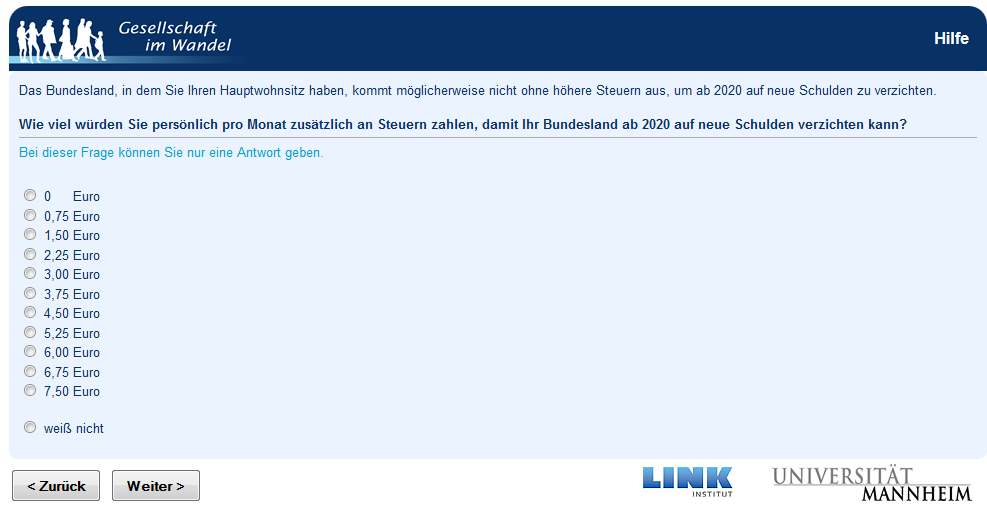 Gesellschaft
im Wandel
Hilfe
Das Bundesland, in dem Sie Ihren Hauptwohnsitz haben, kommt möglicherweise nicht ohne höhere Steuern aus, um ab 2020 auf neue Schulden zu verzichten.
Wie viel würden Sie persönlich pro Monat zusätzlich an Steuern zahlen, damit Ihr Bundesland ab 2020 auf neue Schulden verzichten kann?
Bei dieser Frage können Sie nur eine Antwort geben.
0 Euro
0,75 Euro
1,50 Euro
2,25 Euro
3,00 Euro
3,75 Euro
4,50 Euro
5,25 Euro
6,00 Euro
6,75 Euro
7,50 Euro
weiß nicht
< Zurück Weiter >
LINK
INSTITUT
UNIVERSITÄT
MANNHEIM